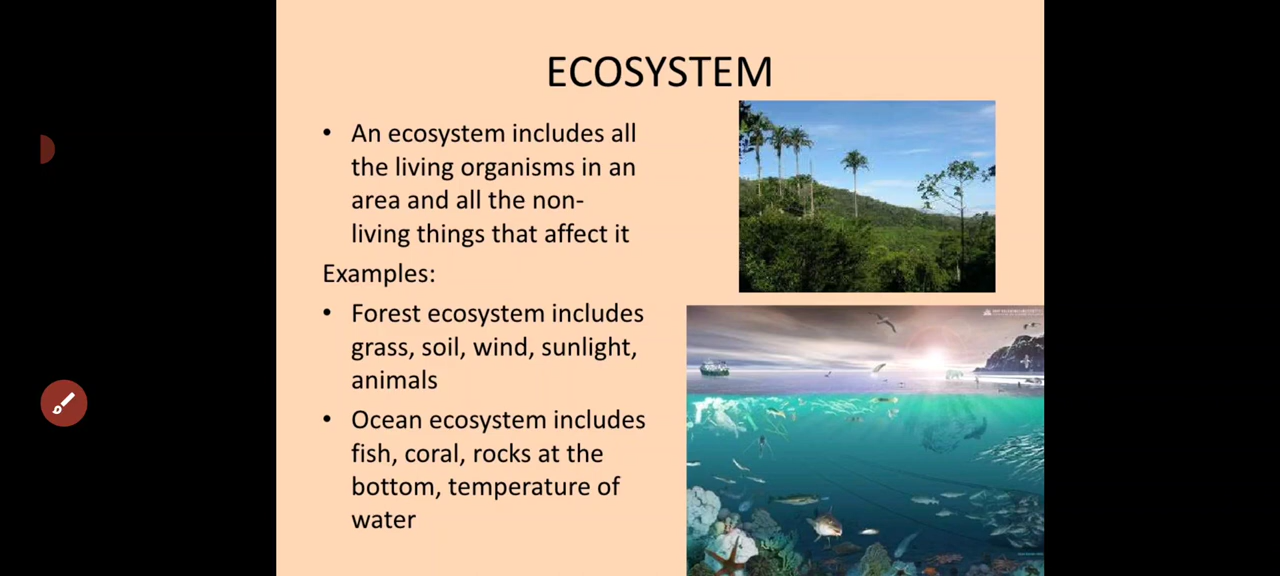 ECOSYSTEM
• An ecosystem includes all
the living organisms in an
area and all the non-
living things that affect it
Examples:
• Forest ecosystem includes
grass, soil, wind, sunlight,
animals
• Ocean ecosystem includes
fish, coral, rocks at the
bottom, temperature of
water